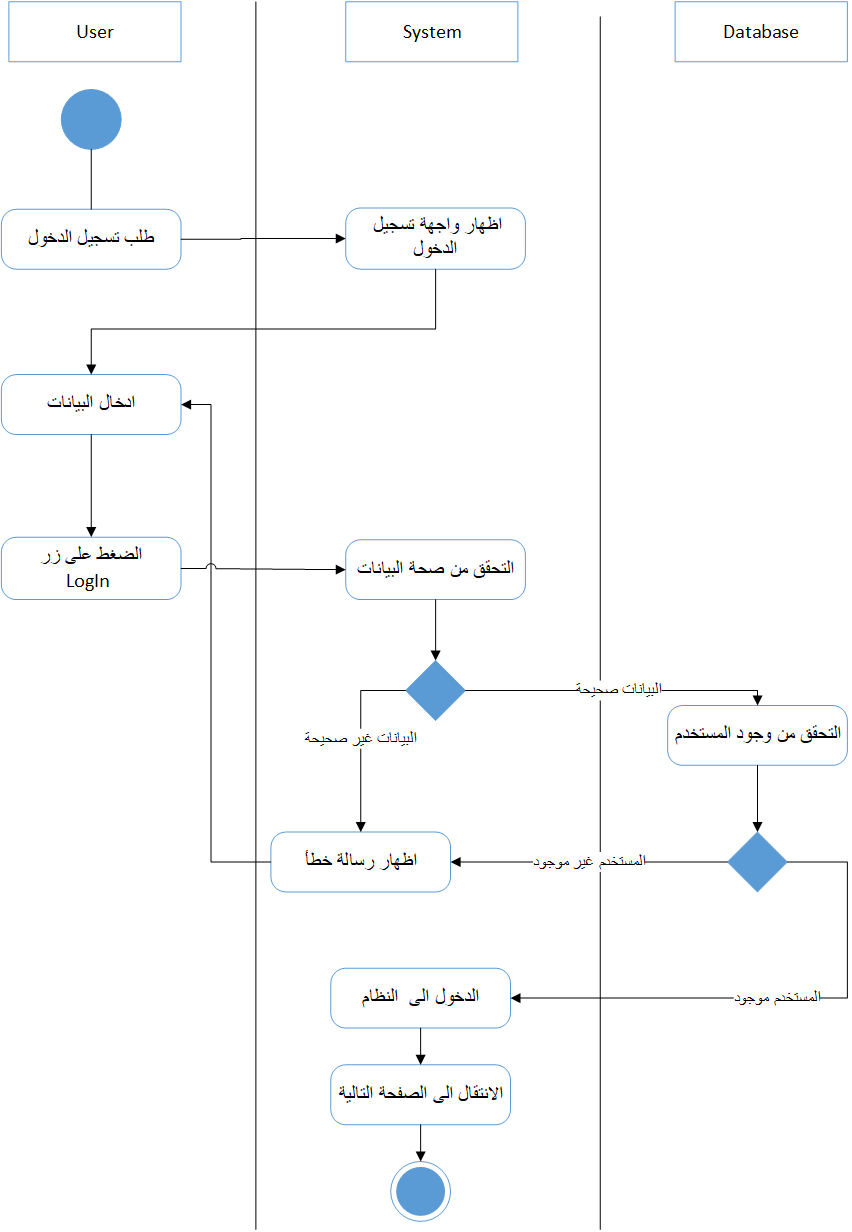 User
System
Database
طلب تسجيل الدخول
اظهار واجهة تسجيل
الدخول
ادخال البيانات
الضغط على زر
LogIn
التحقق من صحة البيانات
البيانات صحيحة
البيانات غير صحيحة
التحقق من وجود المستخدم
اظهار رسالة خطأ
المستخدم غير موجود
الدخول الى النظام
المستخدم موجود
الانتقال الى الصفحة التالية